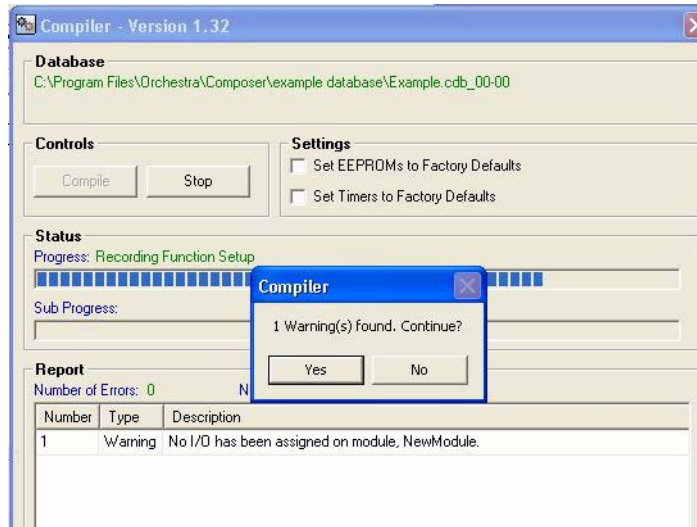 Compiler - Version 1.32
Database
C:\Program Files\Orchestra\Composer\example database\Example.cdb_00-00
Controls
Compile
Stop
Settings
Set EEPROMs to Factory Defaults
Set Timers to Factory Defaults
Status
Progress: Recording Function Setup
Sub Progress:
Compiler
1 Warning(s) found. Continue?
Yes
No
Report
Number of Errors: 0
Number Type Description
1 Warning No I/O has been assigned on module, NewModule.